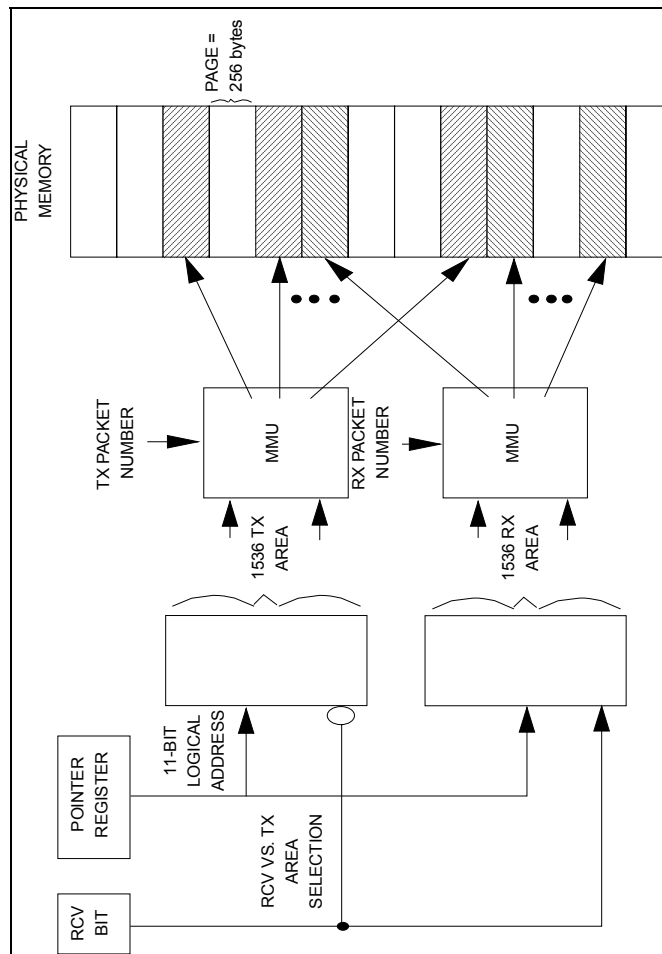 RCV
BIT
POINTER
REGISTER
RCV VS. TX
AREA
SELECTION
11-BIT
LOGICAL
ADDRESS
1536 TX
AREA
1536 RX
AREA
TX PACKET
NUMBER
RX PACKET
NUMBER
MMU
MMU
PHYSICAL
MEMORY
PAGE =
256 bytes